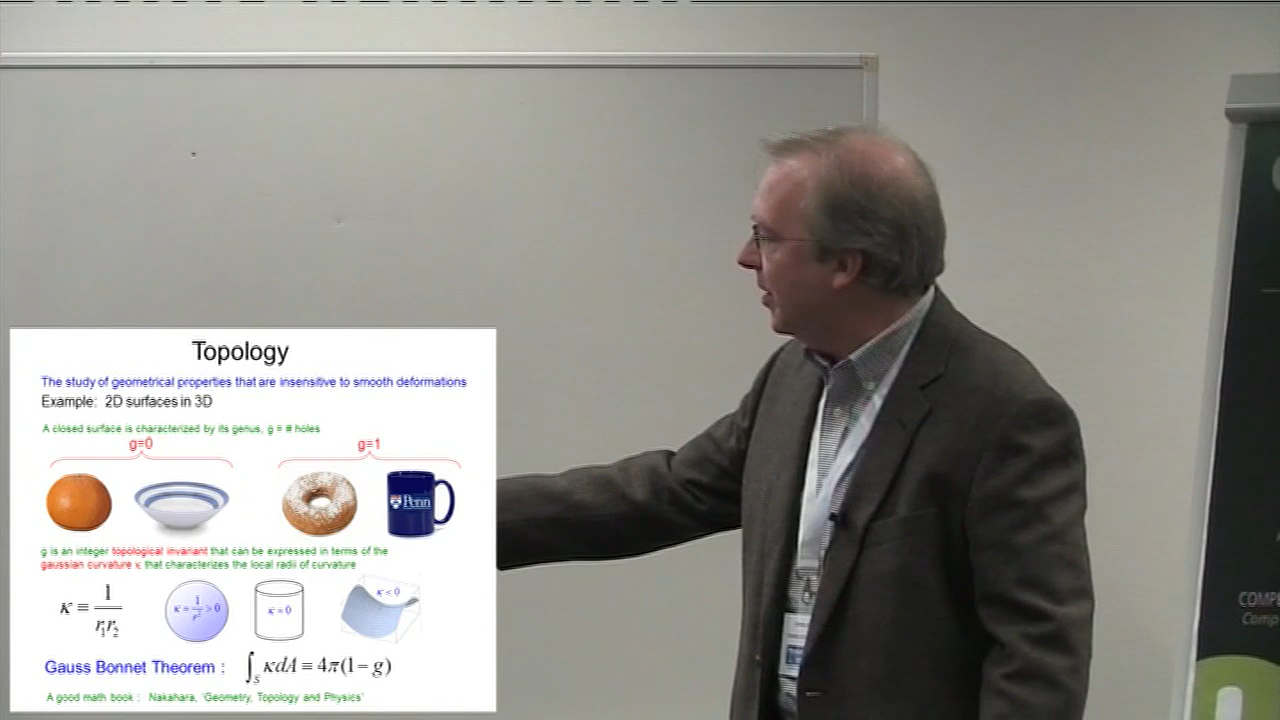 Topology
The study of geometrical properties that are insensitive to smooth deformations
Example: 2D surfaces in 3D
A closed surface is characterized by its genus, g = # holes
g=0 g=1
Penn
g is an integer topological invariant that can be expressed in terms of the
gaussian curvature κ that characterizes the local radii of curvature
κ ≡ 1/(r₁r₂) κ = 1/r² > 0 κ = 0 κ < 0
Gauss Bonnet Theorem : ∫_S κdA = 4π(1−g)
A good math book : Nakahara, 'Geometry, Topology and Physics'